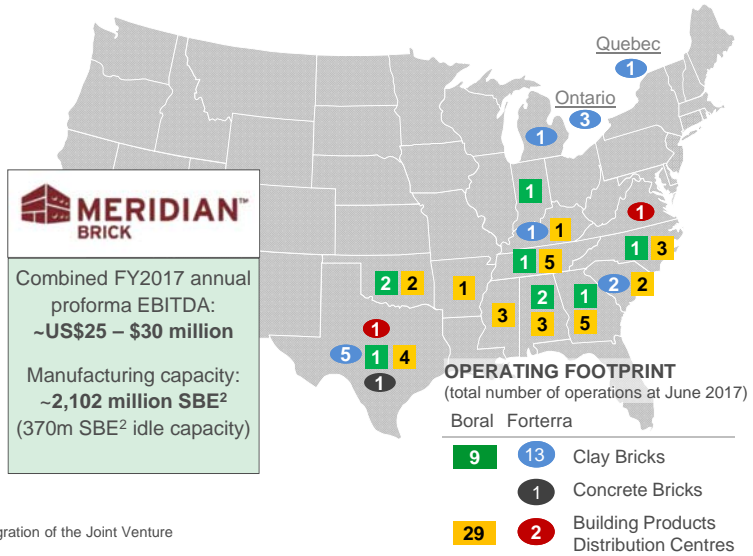 Quebec
1
Ontario
3
1
1
MERIDIAN™
BRICK
1
1 1
1 3
1 5
Combined FY2017 annual
proforma EBITDA:
~US$25 – $30 million
2 2
1
2
1
2 2
3
3
5
1
5 1 4
1
Manufacturing capacity:
~2,102 million SBE²
(370m SBE² idle capacity)
OPERATING FOOTPRINT
(total number of operations at June 2017)
Boral Forterra
9 13 Clay Bricks
1 Concrete Bricks
29 2 Building Products
Distribution Centres
gration of the Joint Venture